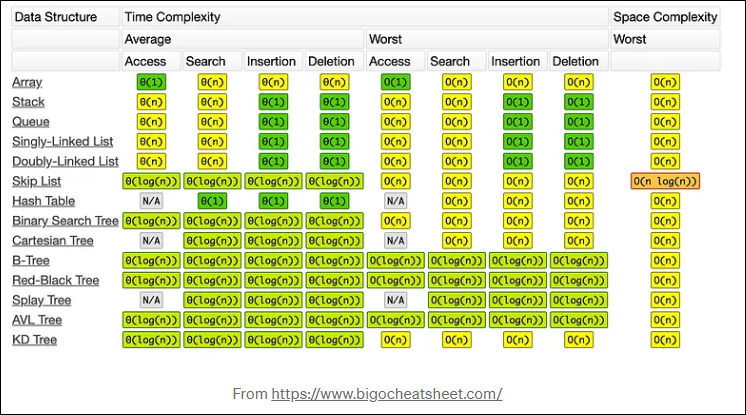 Data Structure Time Complexity Space Complexity
Average Worst Worst
Access Search Insertion Deletion Access Search Insertion Deletion
Array θ(1) θ(n) θ(n) θ(n) O(1) O(n) O(n) O(n) O(n)
Stack θ(n) θ(n) θ(1) θ(1) O(n) O(n) O(1) O(1) O(n)
Queue θ(n) θ(n) θ(1) θ(1) O(n) O(n) O(1) O(1) O(n)
Singly-Linked List θ(n) θ(n) θ(1) θ(1) O(n) O(n) O(1) O(1) O(n)
Doubly-Linked List θ(n) θ(n) θ(1) θ(1) O(n) O(n) O(1) O(1) O(n)
Skip List θ(log(n)) θ(log(n)) θ(log(n)) θ(log(n)) O(n) O(n) O(n) O(n) O(n log(n))
Hash Table N/A θ(1) θ(1) θ(1) N/A O(n) O(n) O(n) O(n)
Binary Search Tree θ(log(n)) θ(log(n)) θ(log(n)) θ(log(n)) O(n) O(n) O(n) O(n) O(n)
Cartesian Tree N/A θ(log(n)) θ(log(n)) θ(log(n)) N/A O(n) O(n) O(n) O(n)
B-Tree θ(log(n)) θ(log(n)) θ(log(n)) θ(log(n)) O(log(n)) O(log(n)) O(log(n)) O(log(n)) O(n)
Red-Black Tree θ(log(n)) θ(log(n)) θ(log(n)) θ(log(n)) O(log(n)) O(log(n)) O(log(n)) O(log(n)) O(n)
Splay Tree N/A θ(log(n)) θ(log(n)) θ(log(n)) N/A O(log(n)) O(log(n)) O(log(n)) O(n)
AVL Tree θ(log(n)) θ(log(n)) θ(log(n)) θ(log(n)) O(log(n)) O(log(n)) O(log(n)) O(log(n)) O(n)
KD Tree θ(log(n)) θ(log(n)) θ(log(n)) θ(log(n)) O(n) O(n) O(n) O(n) O(n)
From https://www.bigocheatsheet.com/